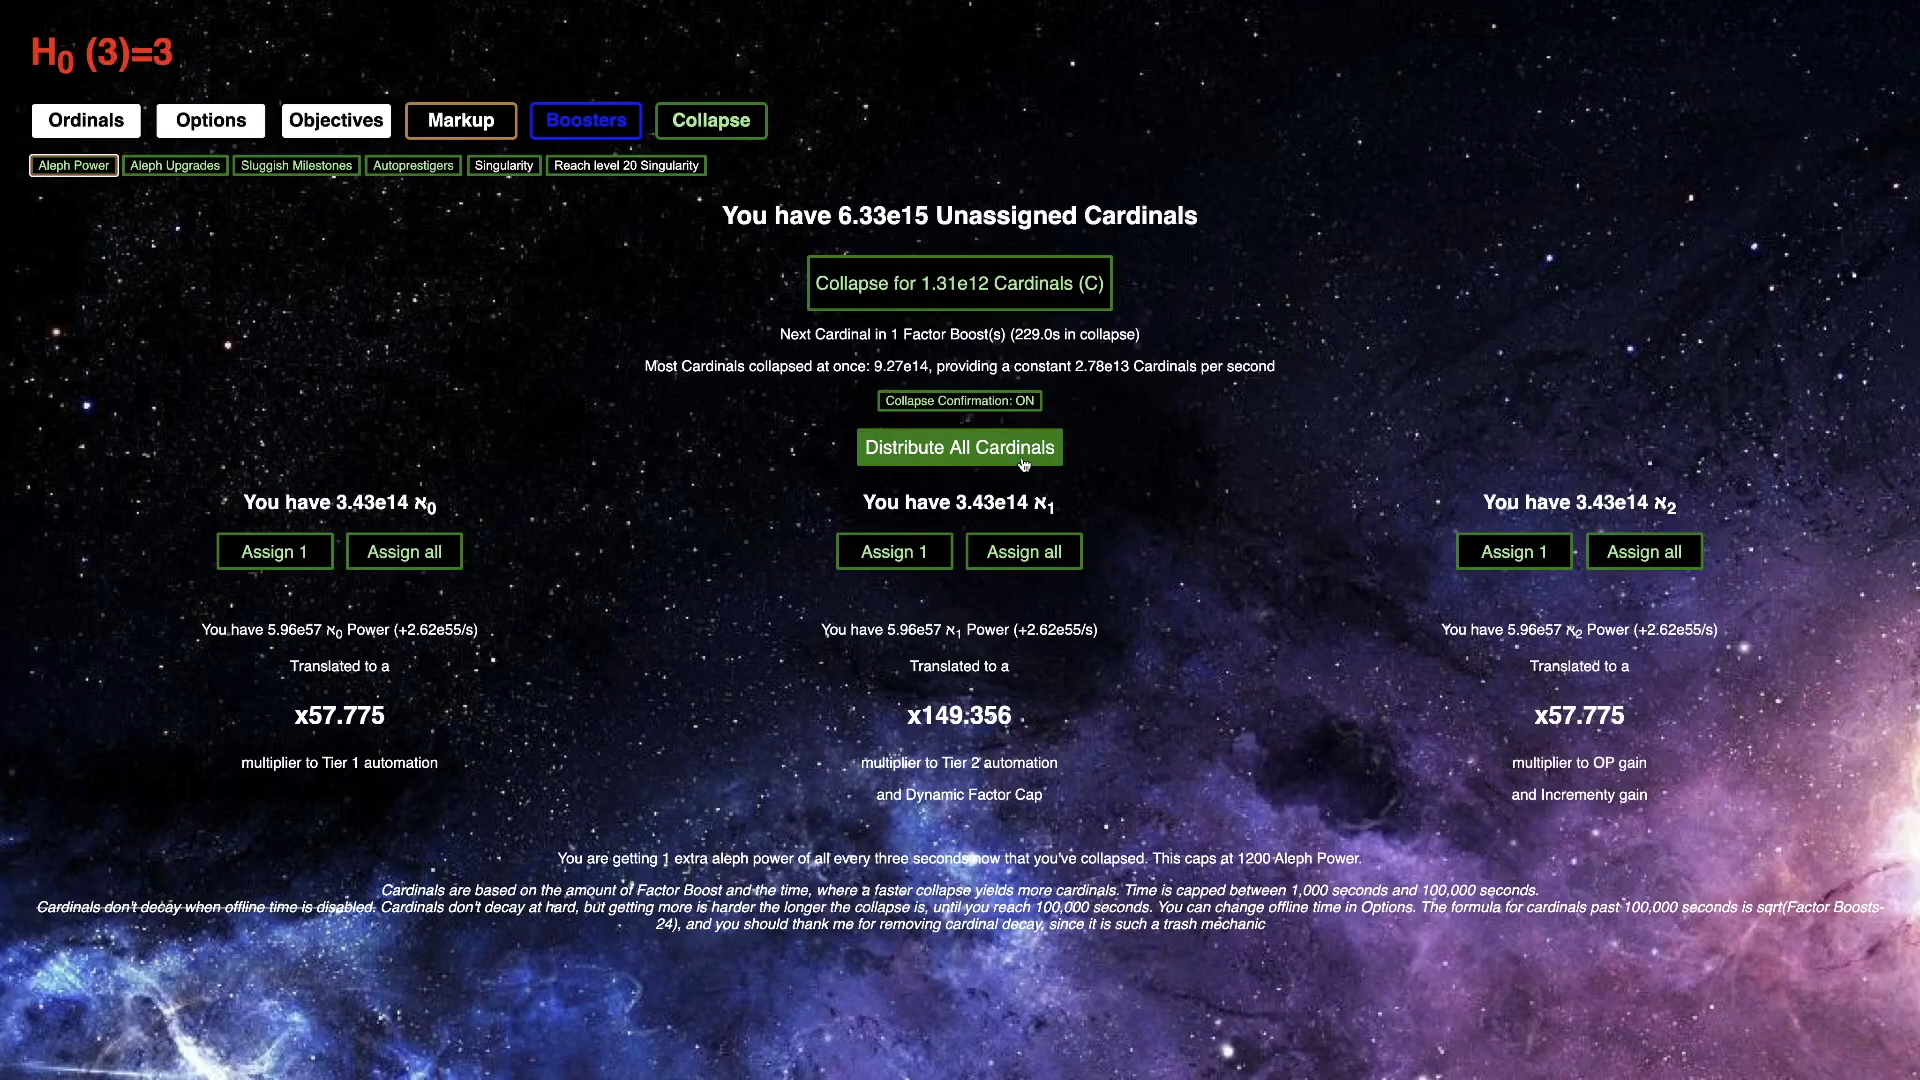 H0 (3)=3
Ordinals Options Objectives Markup Boosters Collapse
Aleph Power Aleph Upgrades Sluggish Milestones Autoprestigers Singularity Reach level 20 Singularity
You have 6.33e15 Unassigned Cardinals
Collapse for 1.31e12 Cardinals (C)
Next Cardinal in 1 Factor Boost(s) (229.0s in collapse)
Most Cardinals collapsed at once: 9.27e14, providing a constant 2.78e13 Cardinals per second
Collapse Confirmation: ON
Distribute All Cardinals
You have 3.43e14 ℵ0 You have 3.43e14 ℵ1 You have 3.43e14 ℵ2
Assign 1 Assign all Assign 1 Assign all Assign 1 Assign all
You have 5.96e57 ℵ0 Power (+2.62e55/s) You have 5.96e57 ℵ1 Power (+2.62e55/s) You have 5.96e57 ℵ2 Power (+2.62e55/s)
Translated to a Translated to a Translated to a
x57.775 x149.356 x57.775
multiplier to Tier 1 automation multiplier to Tier 2 automation multiplier to OP gain
and Dynamic Factor Cap and Incrementy gain
You are getting 1 extra aleph power of all every three seconds now that you've collapsed. This caps at 1200 Aleph Power.
Cardinals are based on the amount of Factor Boost and the time, where a faster collapse yields more cardinals. Time is capped between 1,000 seconds and 100,000 seconds.
Cardinals don't decay when offline time is disabled. Cardinals don't decay at hard, but getting more is harder the longer the collapse is, until you reach 100,000 seconds. You can change offline time in Options. The formula for cardinals past 100,000 seconds is sqrt(Factor Boosts-
24), and you should thank me for removing cardinal decay, since it is such a trash mechanic